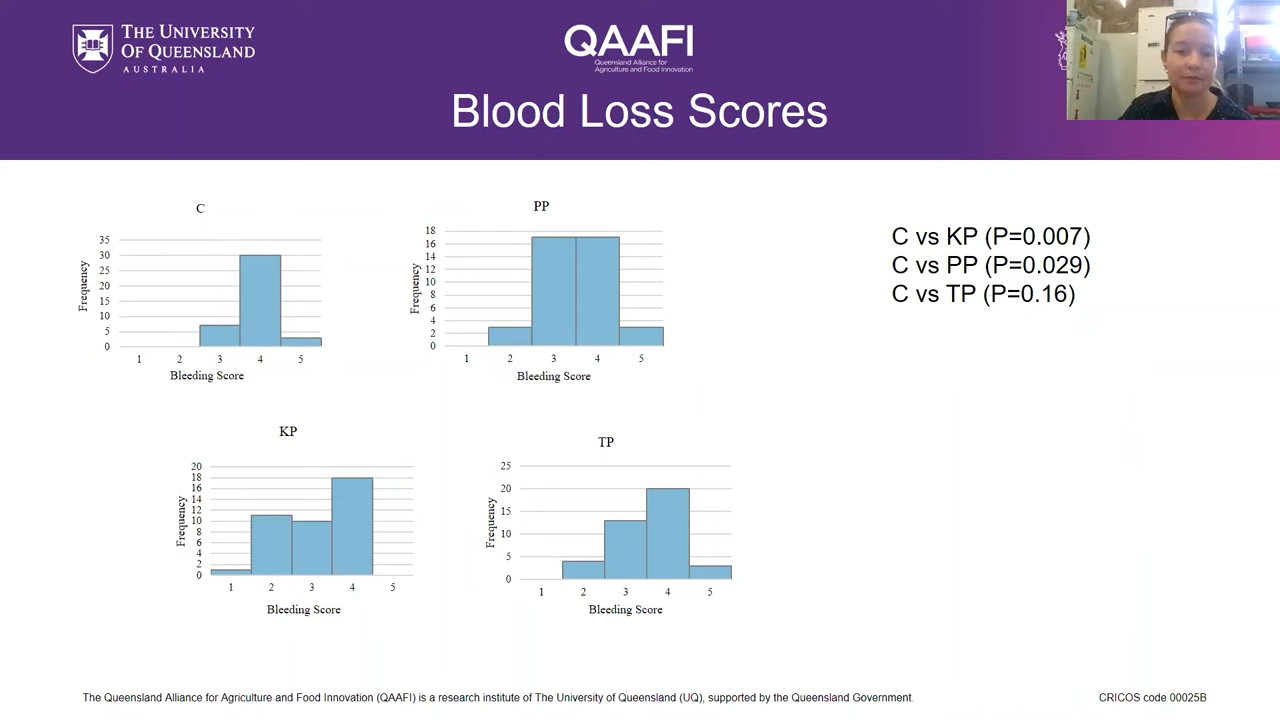 THE UNIVERSITY
OF QUEENSLAND
AUSTRALIA
QAAFI
Queensland Alliance for
Agriculture and Food Innovation
Blood Loss Scores
C
35
30
25
20
15
10
5
0
Frequency
1 2 3 4 5
Bleeding Score
PP
18
16
14
12
10
8
6
4
2
0
Frequency
1 2 3 4 5
Bleeding Score
C vs KP (P=0.007)
C vs PP (P=0.029)
C vs TP (P=0.16)
KP
20
18
16
14
12
10
8
6
4
2
0
Frequency
1 2 3 4 5
Bleeding Score
TP
25
20
15
10
5
0
Frequency
1 2 3 4 5
Bleeding Score
The Queensland Alliance for Agriculture and Food Innovation (QAAFI) is a research institute of The University of Queensland (UQ), supported by the Queensland Government.
CRICOS code 00025B